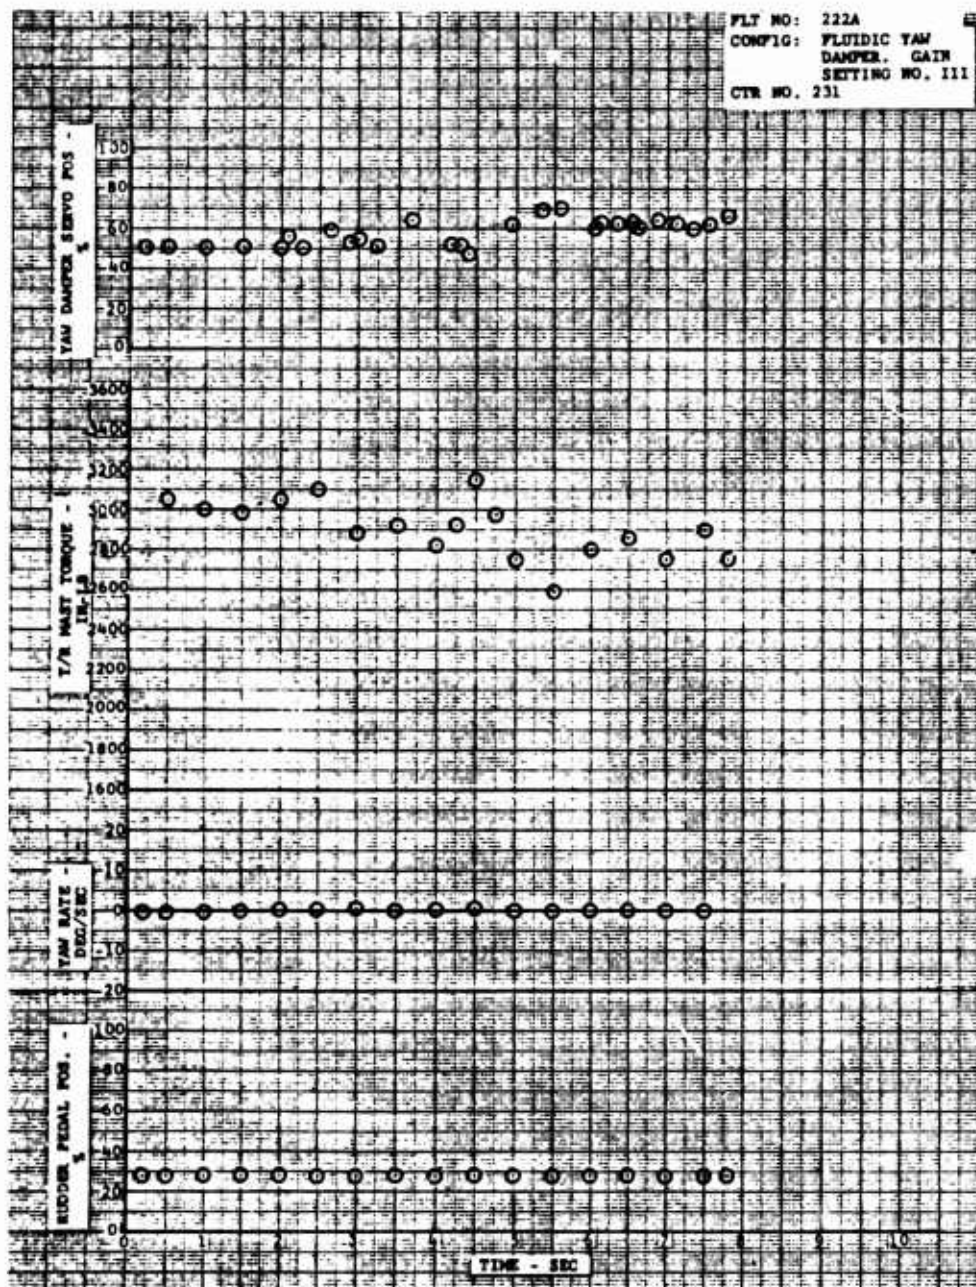 FLT NO: 222A
CONFIG: FLUIDIC YAW
DAMPER, GAIN
SETTING NO. III
CTR NO. 231
YAW DAMPER SERVO POS -
%
100
80
60
40
20
0
T/R MAST TORQUE -
IN-LB
3600
3400
3200
3000
2800
2600
2400
2200
2000
1800
1600
YAW RATE -
DEG/SEC
20
10
0
10
20
RUDDER PEDAL POS. -
%
100
80
60
40
20
0
0 1 2 3 4 5 6 7 8 9 10
TIME - SEC